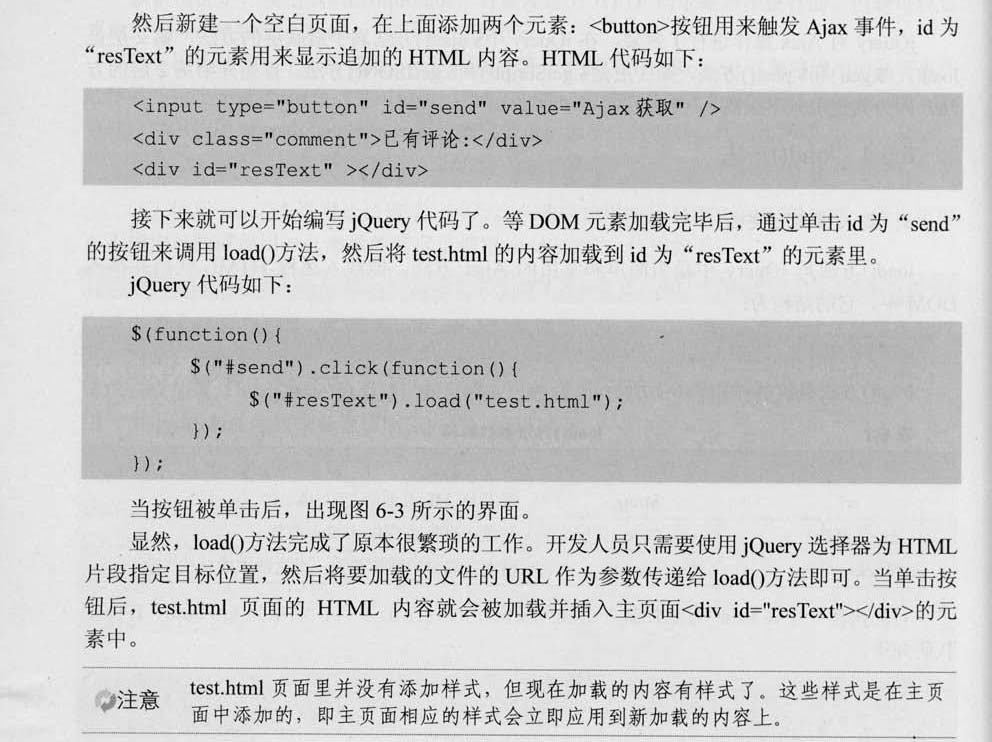 然后新建一个空白页面，在上面添加两个元素：<button>按钮用来触发 Ajax 事件，id 为
“resText”的元素用来显示追加的 HTML 内容。HTML 代码如下：
<input type="button" id="send" value="Ajax 获取" />
<div class="comment">已有评论:</div>
<div id="resText" ></div>
接下来就可以开始编写 jQuery 代码了。等 DOM 元素加载完毕后，通过单击 id 为“send”
的按钮来调用 load()方法，然后将 test.html 的内容加载到 id 为“resText”的元素里。
jQuery 代码如下：
$(function(){
$("#send").click(function(){
$("#resText").load("test.html");
});
});
当按钮被单击后，出现图 6-3 所示的界面。
显然，load()方法完成了原本很繁琐的工作。开发人员只需要使用 jQuery 选择器为 HTML
片段指定目标位置，然后将要加载的文件的 URL 作为参数传递给 load()方法即可。当单击按
钮后，test.html 页面的 HTML 内容就会被加载并插入主页面<div id="resText"></div>的元
素中。
注意 test.html 页面里并没有添加样式，但现在加载的内容有样式了。这些样式是在主页
面中添加的，即主页面相应的样式会立即应用到新加载的内容上。